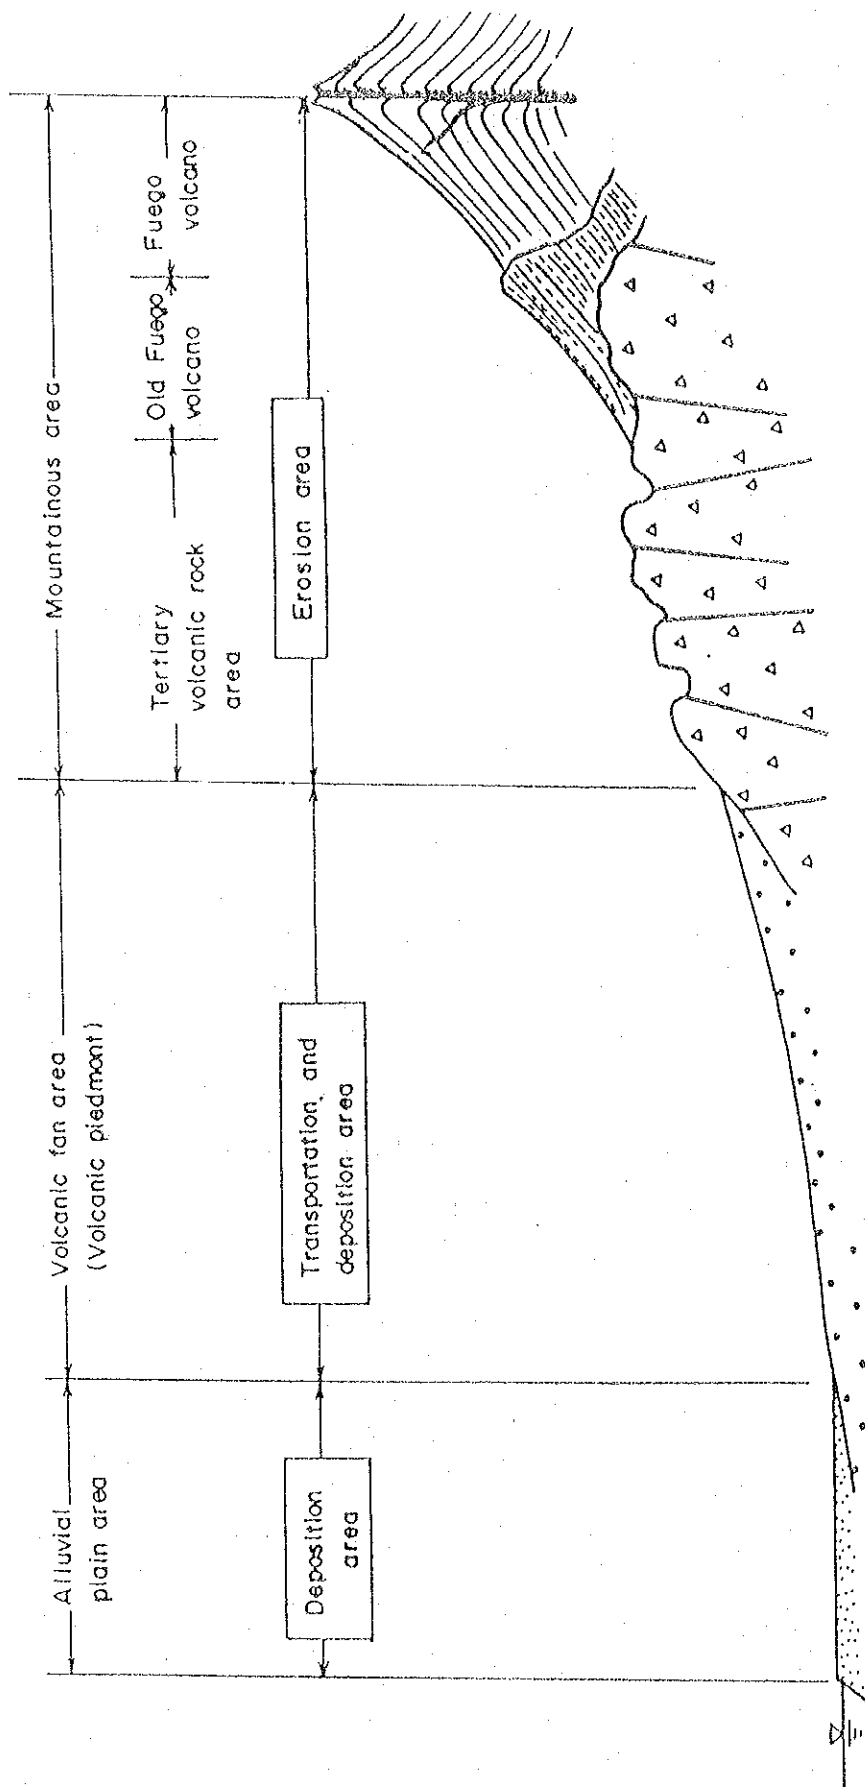 Alluvial
plain area
Volcanic fan area
(Volcanic piedmont)
Mountainous area
Tertiary
volcanic rock
area
Old Fuego
volcano
Fuego
volcano
Deposition
area
Transportation, and
deposition area
Erosion area